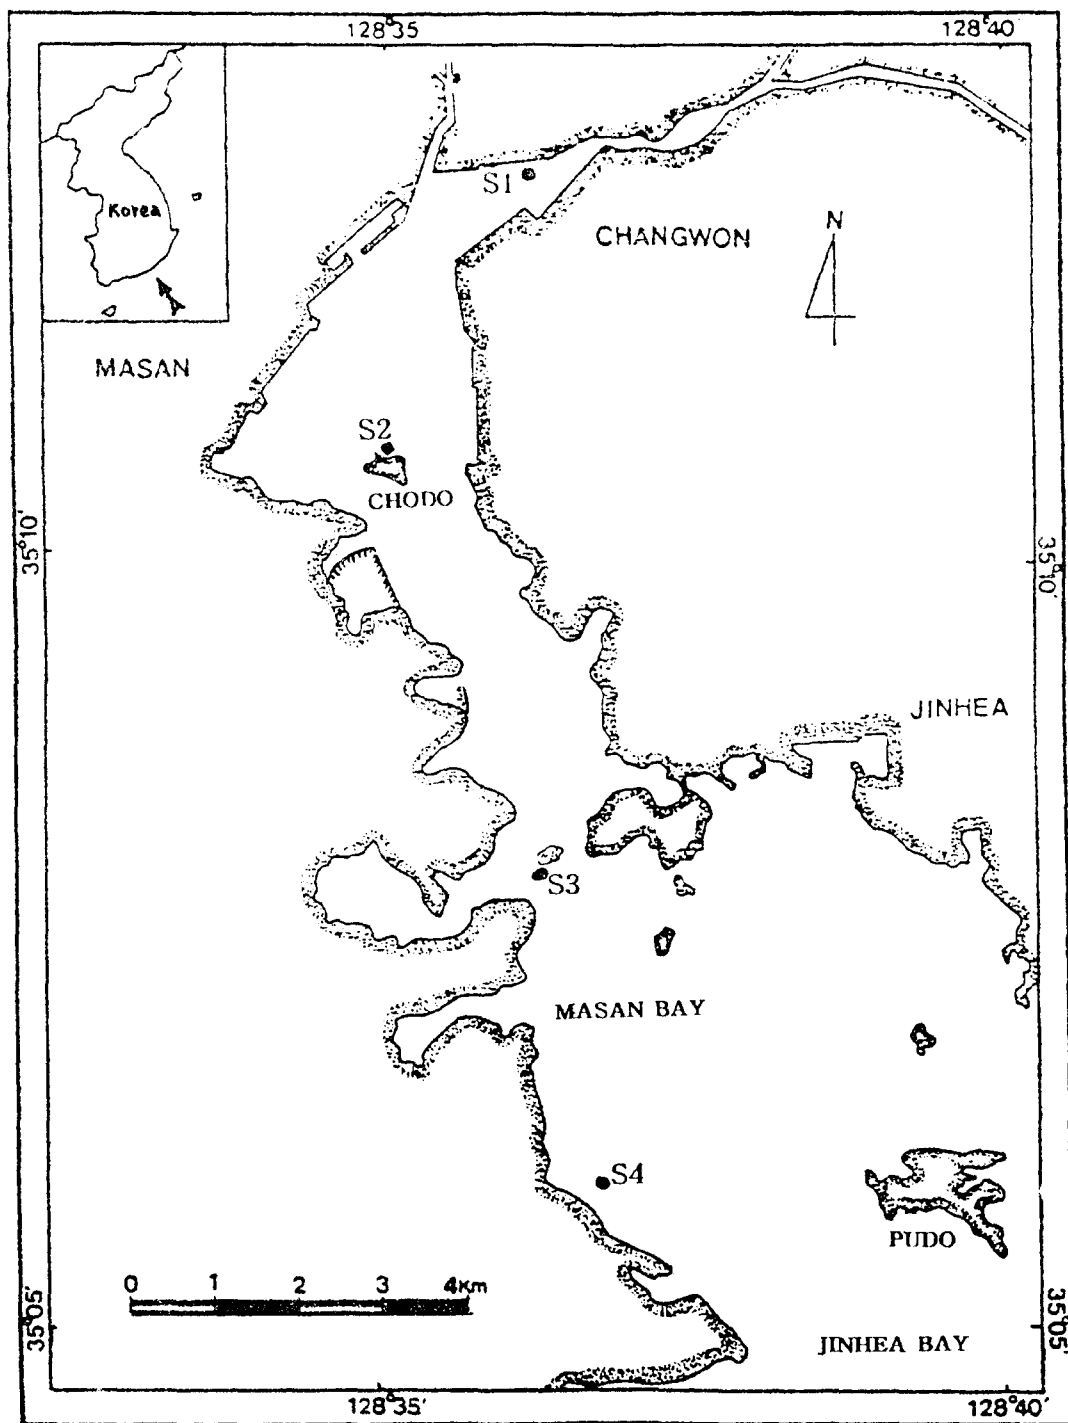 128°35
128°40
Korea
S1
CHANGWON
N
MASAN
S2
CHODO
35°10'
35°10'
JINHEA
S3
MASAN BAY
S4
PUDO
0 1 2 3 4Km
35°05'
35°05'
JINHEA BAY
128°35'
128°40'